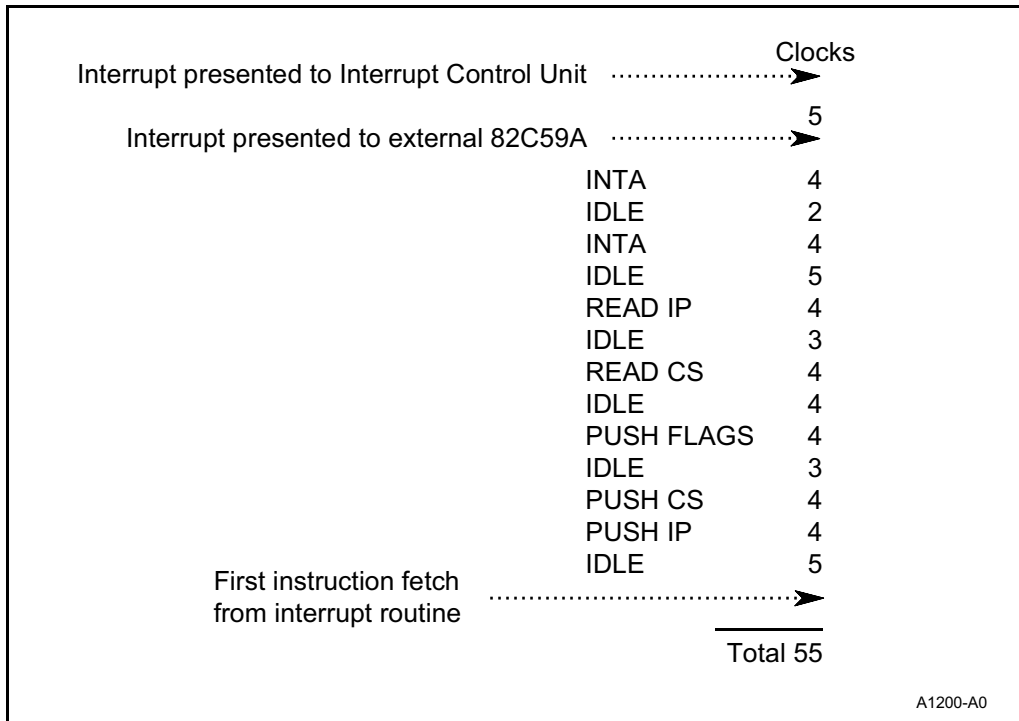 Clocks
Interrupt presented to Interrupt Control Unit
5
Interrupt presented to external 82C59A
INTA 4
IDLE 2
INTA 4
IDLE 5
READ IP 4
IDLE 3
READ CS 4
IDLE 4
PUSH FLAGS 4
IDLE 3
PUSH CS 4
PUSH IP 4
IDLE 5
First instruction fetch
from interrupt routine
Total 55
A1200-A0